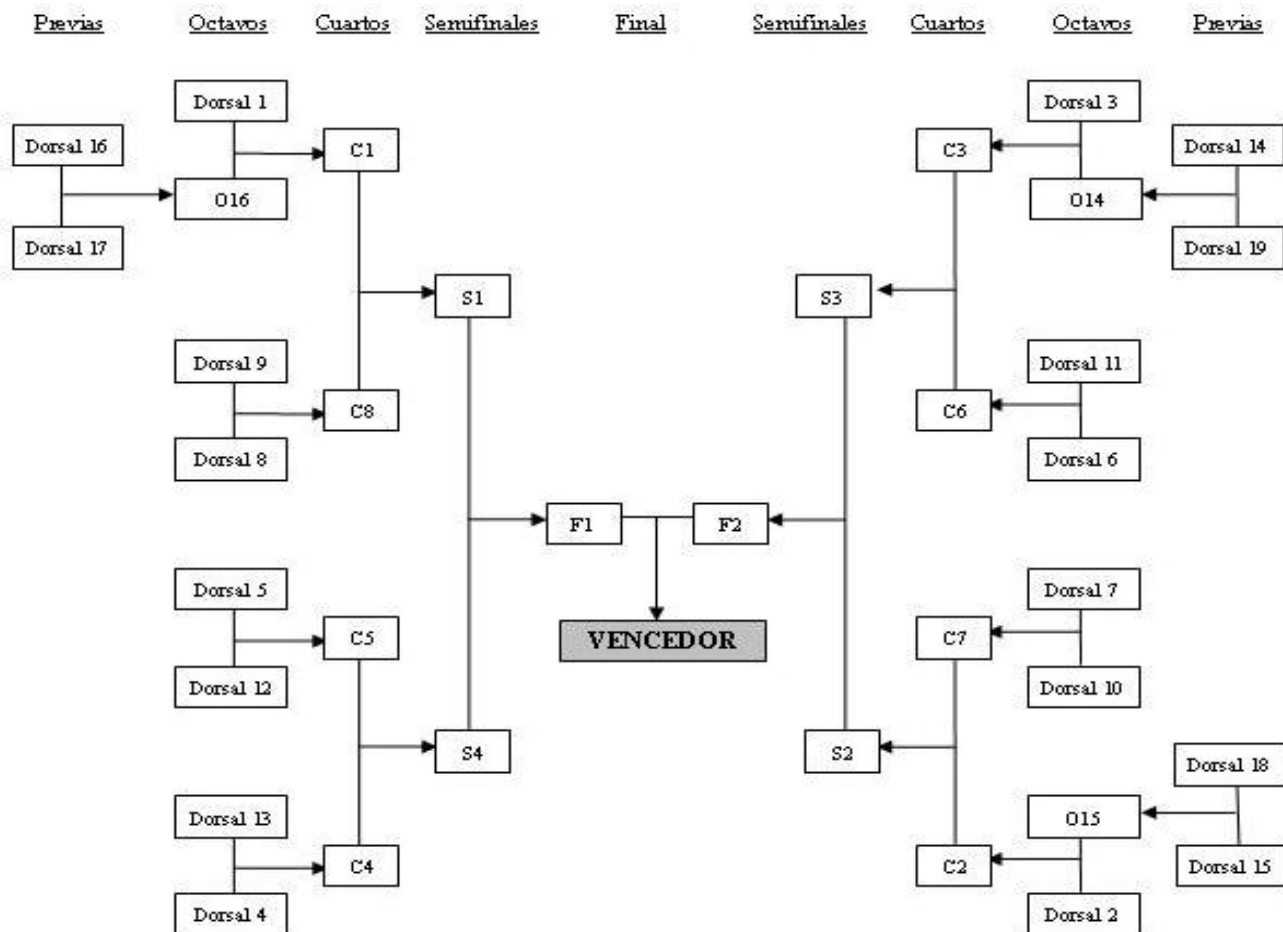 Previas Octavos Cuartos Semifinales Final Semifinales Cuartos Octavos Previas
Dorsal 1 Dorsal 3
Dorsal 16 C1 C3 Dorsal 14
O16 O14
Dorsal 17 Dorsal 19
S1 S3
Dorsal 9 Dorsal 11
C8 C6
Dorsal 8 Dorsal 6
F1 F2
Dorsal 5 Dorsal 7
C5 VENCEDOR C7
Dorsal 12 Dorsal 10
S4 S2
Dorsal 18
Dorsal 13 O15
C4 C2 Dorsal 15
Dorsal 4 Dorsal 2